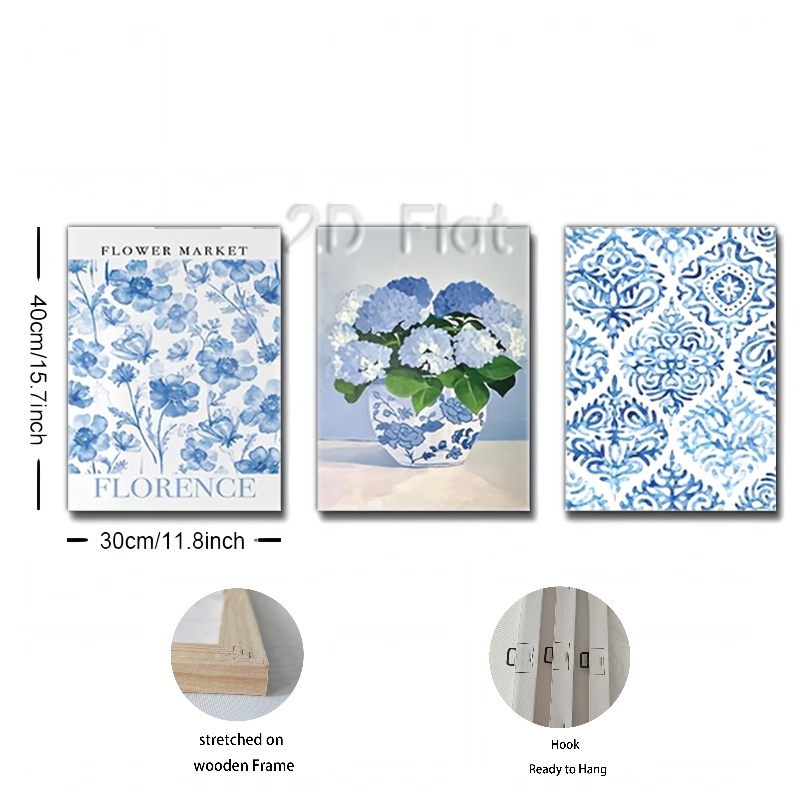 2D Flat
FLOWER MARKET
FLORENCE
40cm/15.7inch
30cm/11.8inch
stretched on
wooden Frame
Hook
Ready to Hang